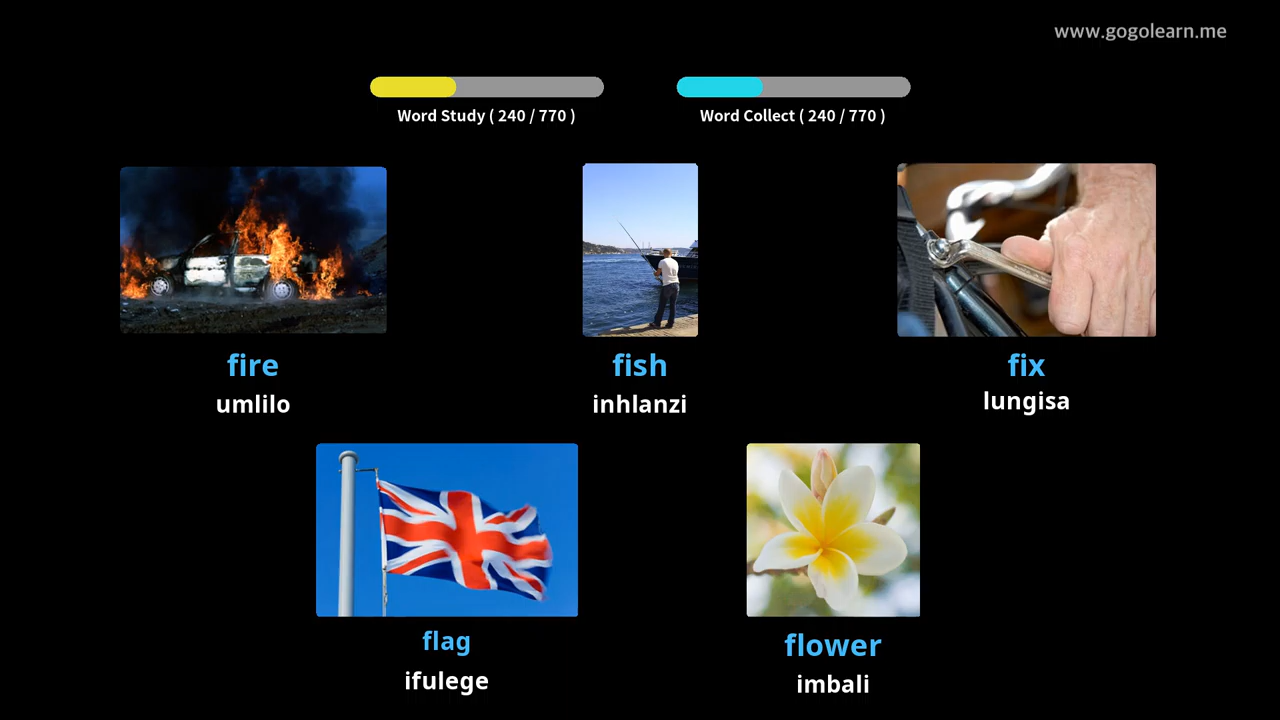 www.gogolearn.me
Word Study ( 240 / 770 )
Word Collect ( 240 / 770 )
fire
umlilo
fish
inhlanzi
fix
lungisa
flag
ifulege
flower
imbali